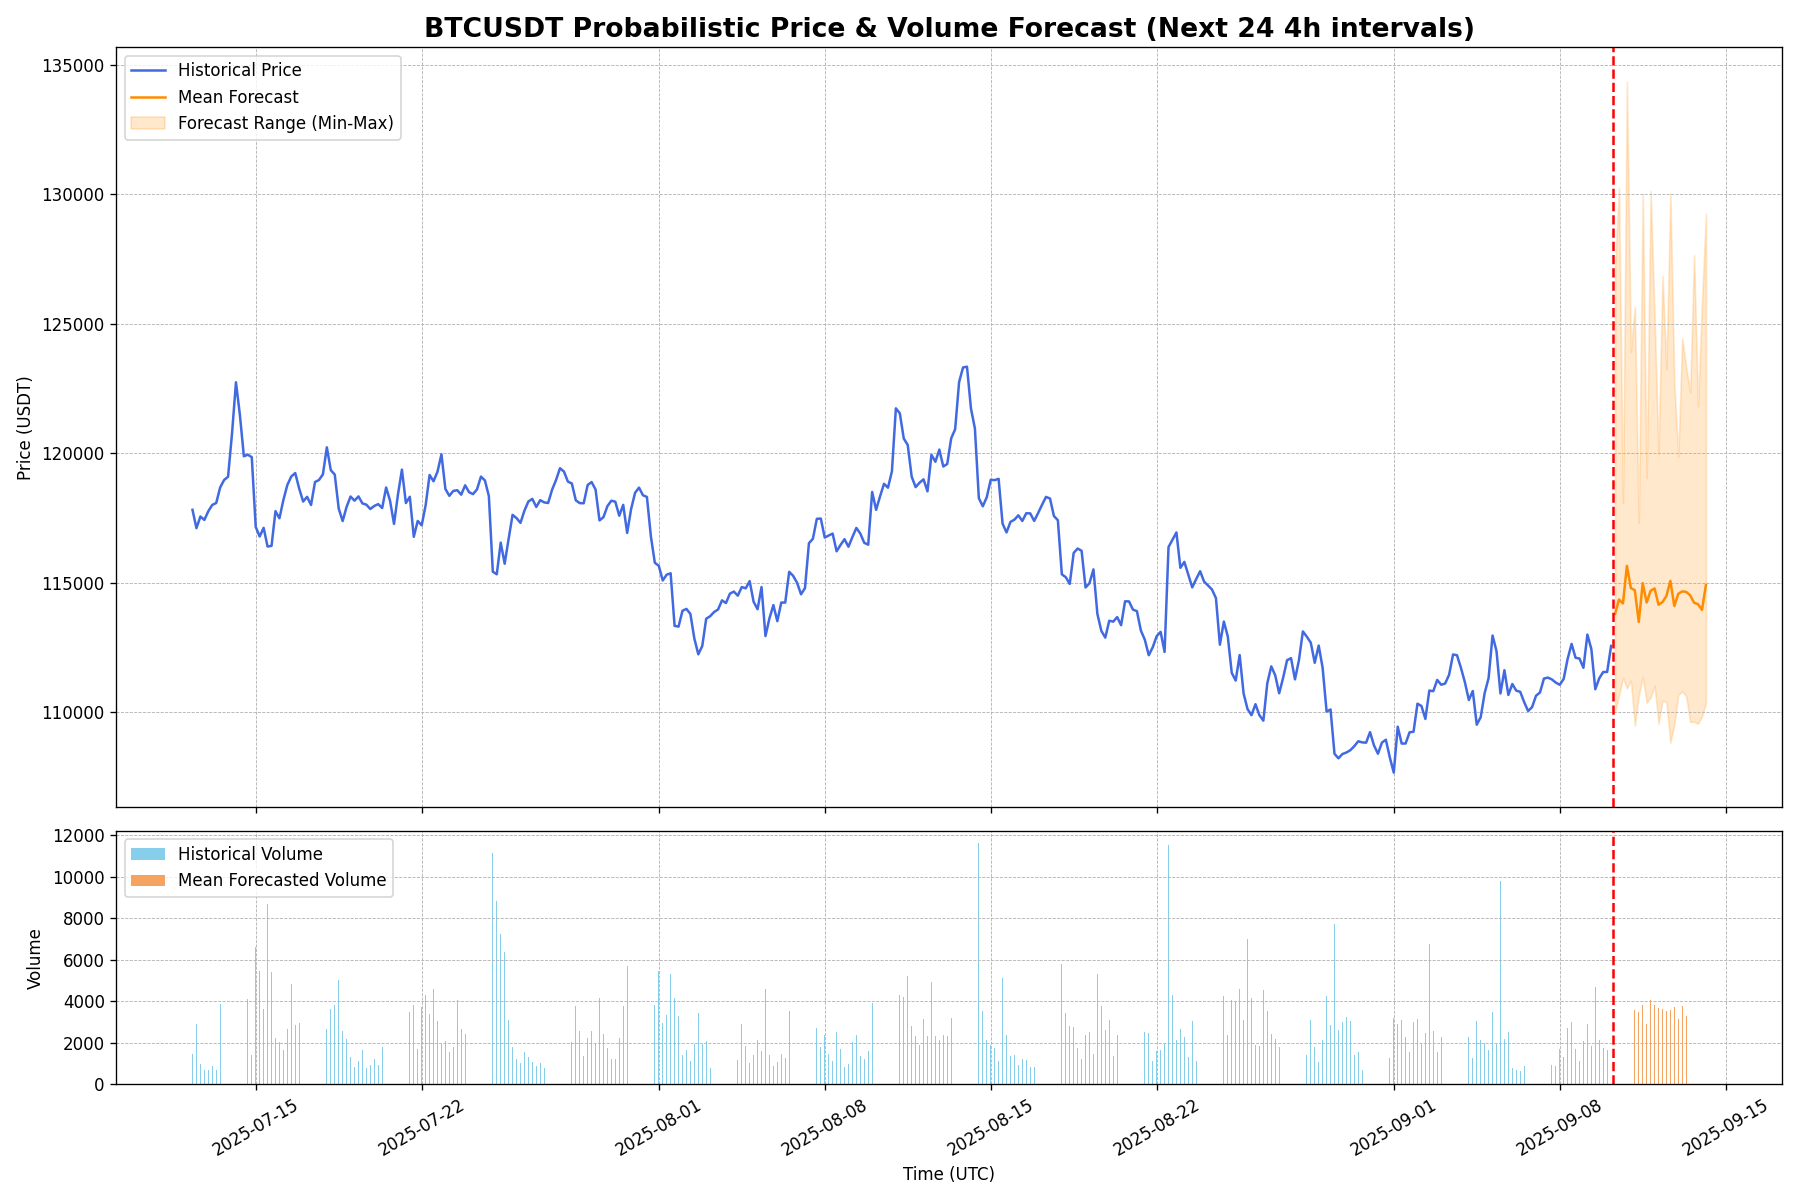 BTCUSDT Probabilistic Price & Volume Forecast (Next 24 4h intervals)
Historical Price
Mean Forecast
Forecast Range (Min-Max)
135000
130000
125000
120000
115000
110000
Price (USDT)
Historical Volume
Mean Forecasted Volume
12000
10000
8000
6000
4000
2000
0
Volume
2025-07-15
2025-07-22
2025-08-01
2025-08-08
2025-08-15
2025-08-22
2025-09-01
2025-09-08
2025-09-15
Time (UTC)